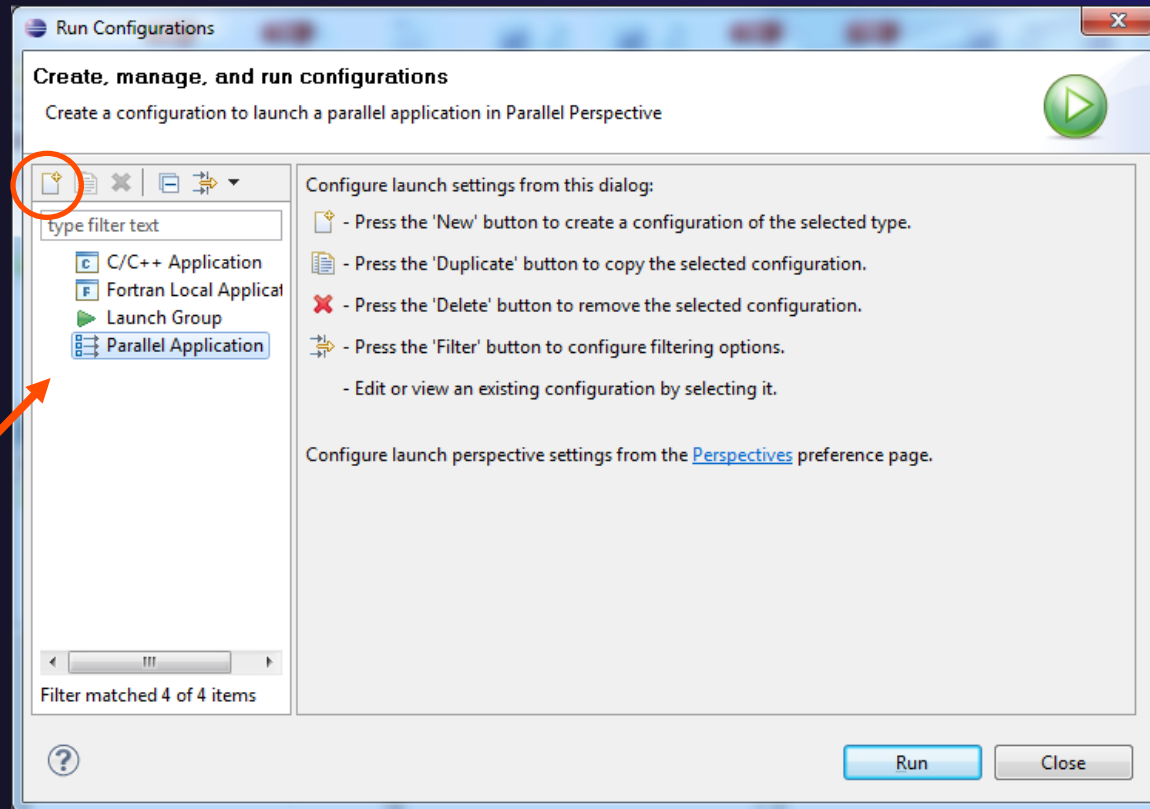 Run Configurations
Create, manage, and run configurations
Create a configuration to launch a parallel application in Parallel Perspective
type filter text
C/C++ Application
Fortran Local Applicat
Launch Group
Parallel Application
Filter matched 4 of 4 items
Configure launch settings from this dialog:
- Press the 'New' button to create a configuration of the selected type.
- Press the 'Duplicate' button to copy the selected configuration.
- Press the 'Delete' button to remove the selected configuration.
- Press the 'Filter' button to configure filtering options.
- Edit or view an existing configuration by selecting it.
Configure launch perspective settings from the Perspectives preference page.
Run
Close